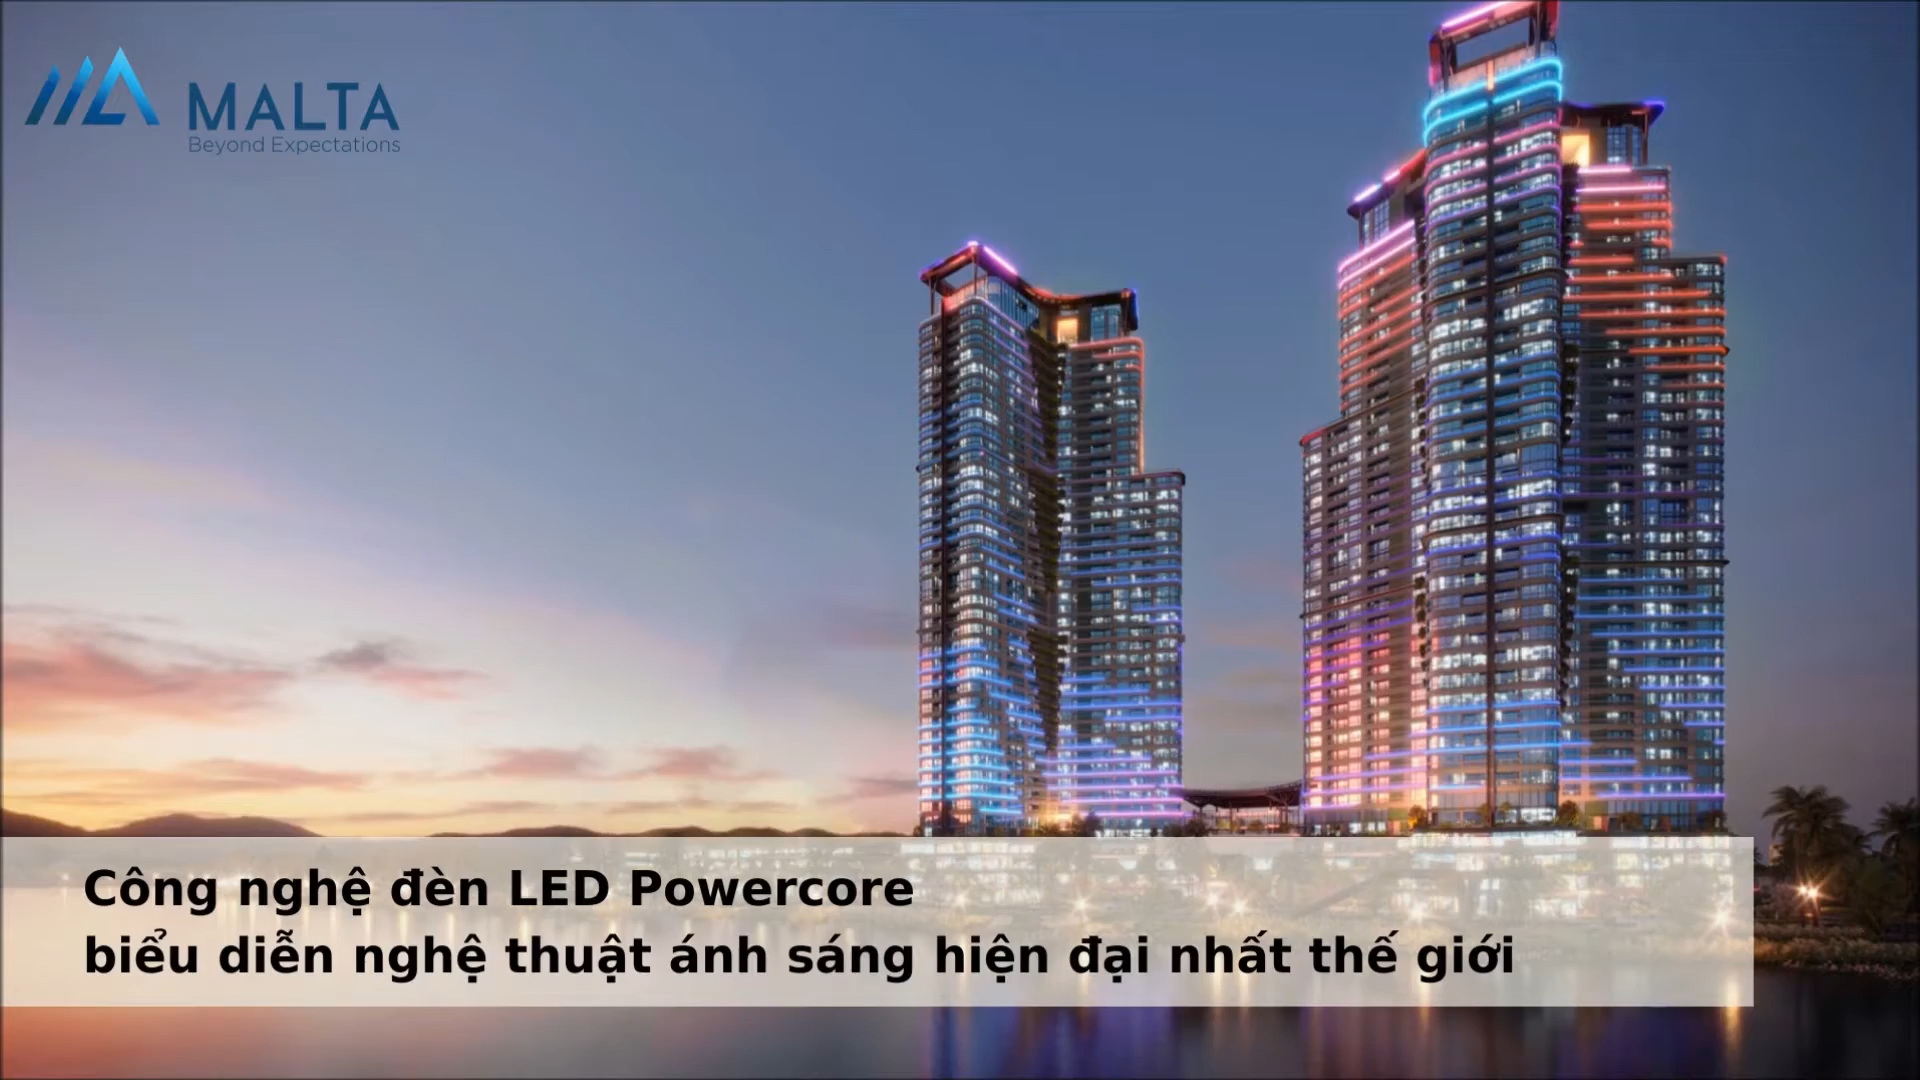 MALTA
Beyond Expectations
Công nghệ đèn LED Powercore
biểu diễn nghệ thuật ánh sáng hiện đại nhất thế giới